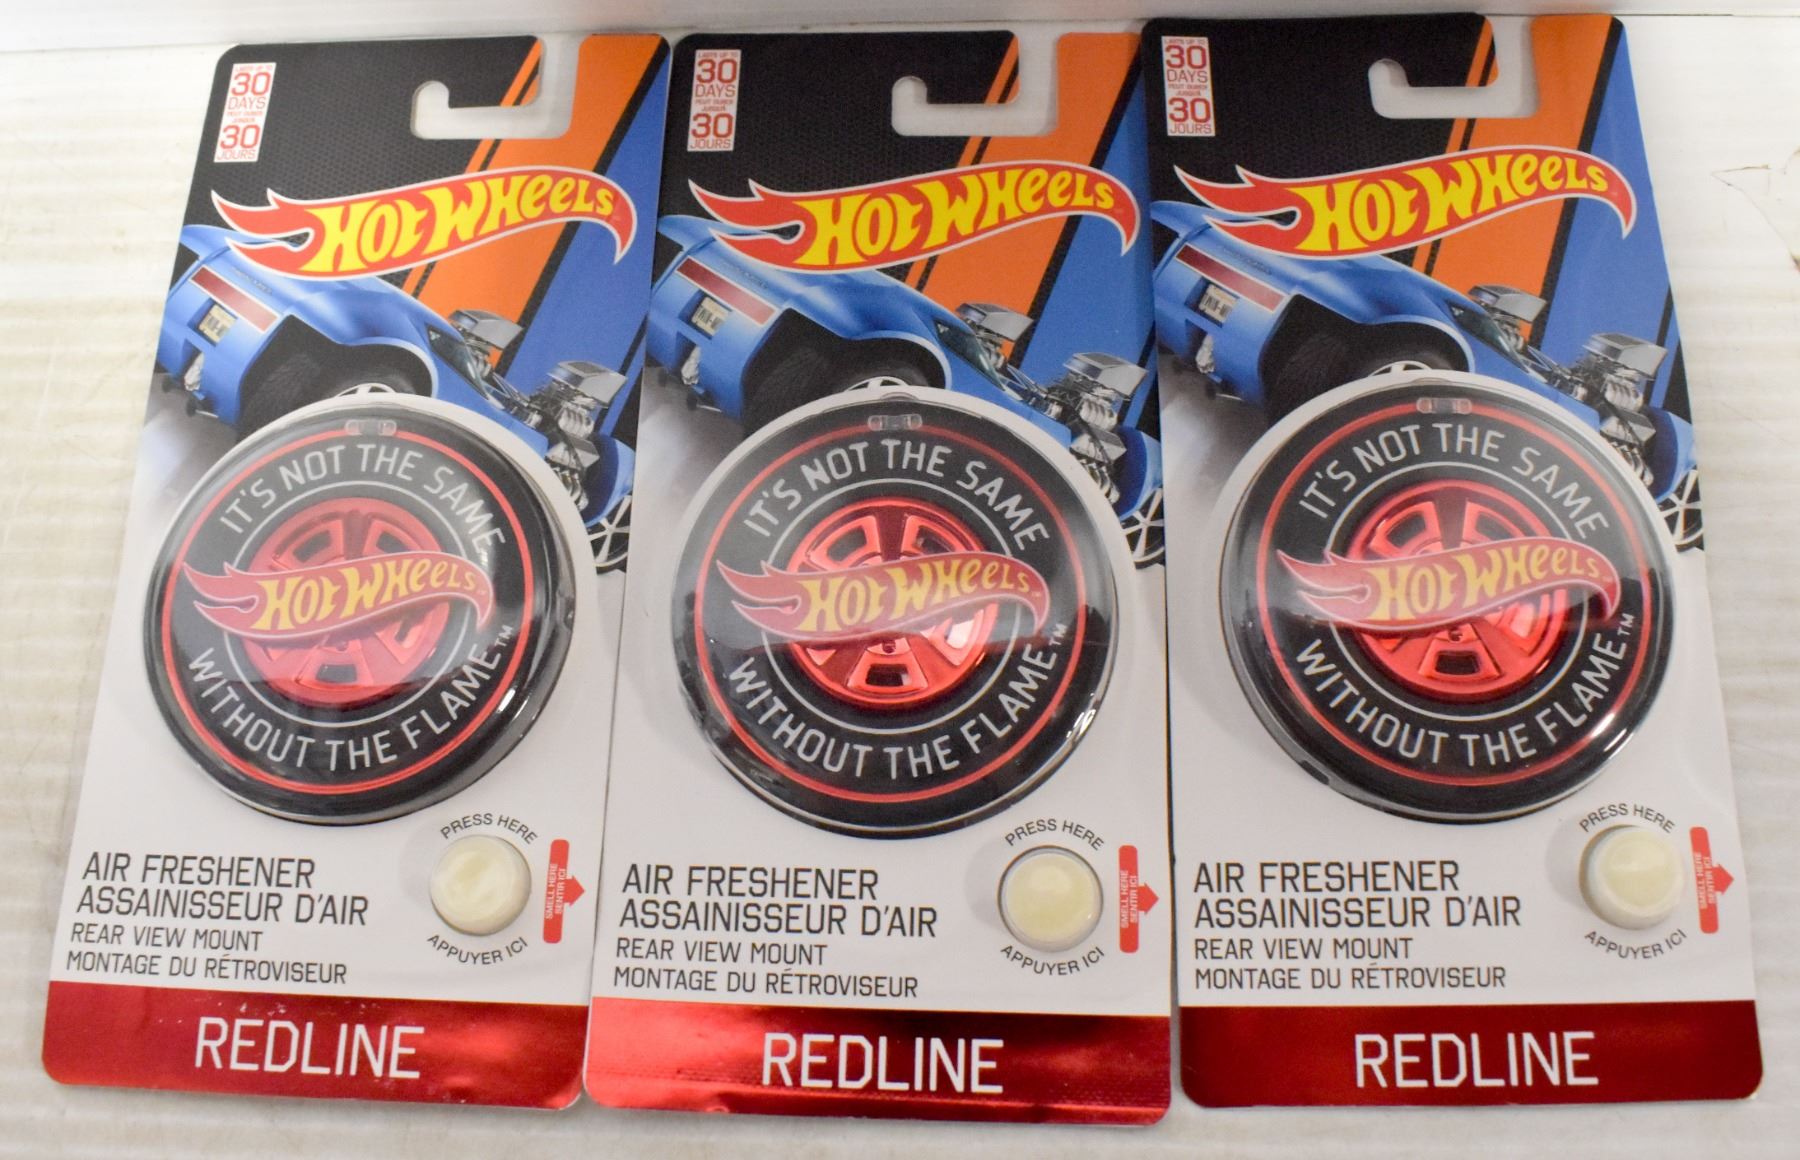 LASTS UP TO
30
DAYS
PEUT DURER
JUSQU'À
30
JOURS
HOT WHEELS
IT'S NOT THE SAME
HOT WHEELS
WITHOUT THE FLAME™
PRESS HERE
AIR FRESHENER
ASSAINISSEUR D'AIR
REAR VIEW MOUNT
MONTAGE DU RÉTROVISEUR
SMELL HERE
SENTIR ICI
APPUYER ICI
REDLINE
LASTS UP TO
30
DAYS
PEUT DURER
JUSQU'À
30
JOURS
HOT WHEELS
IT'S NOT THE SAME
HOT WHEELS
WITHOUT THE FLAME™
PRESS HERE
AIR FRESHENER
ASSAINISSEUR D'AIR
REAR VIEW MOUNT
MONTAGE DU RÉTROVISEUR
SMELL HERE
SENTIR ICI
APPUYER ICI
REDLINE
LASTS UP TO
30
DAYS
PEUT DURER
JUSQU'À
30
JOURS
HOT WHEELS
IT'S NOT THE SAME
HOT WHEELS
WITHOUT THE FLAME™
PRESS HERE
AIR FRESHENER
ASSAINISSEUR D'AIR
REAR VIEW MOUNT
MONTAGE DU RÉTROVISEUR
SMELL HERE
SENTIR ICI
APPUYER ICI
REDLINE